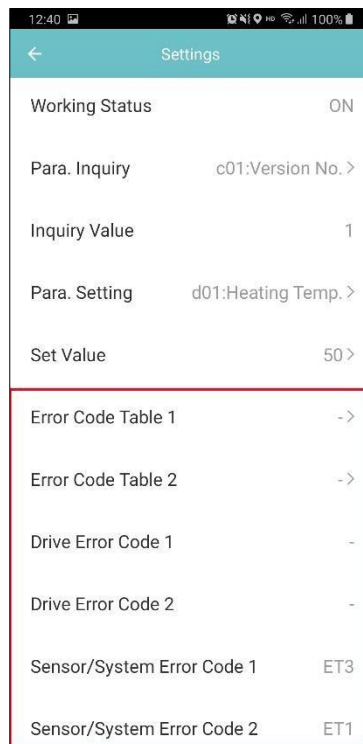 12:40 HD 100%
Settings
Working Status ON
Para. Inquiry c01:Version No. >
Inquiry Value 1
Para. Setting d01:Heating Temp. >
Set Value 50 >
Error Code Table 1 - >
Error Code Table 2 - >
Drive Error Code 1 -
Drive Error Code 2 -
Sensor/System Error Code 1 ET3
Sensor/System Error Code 2 ET1